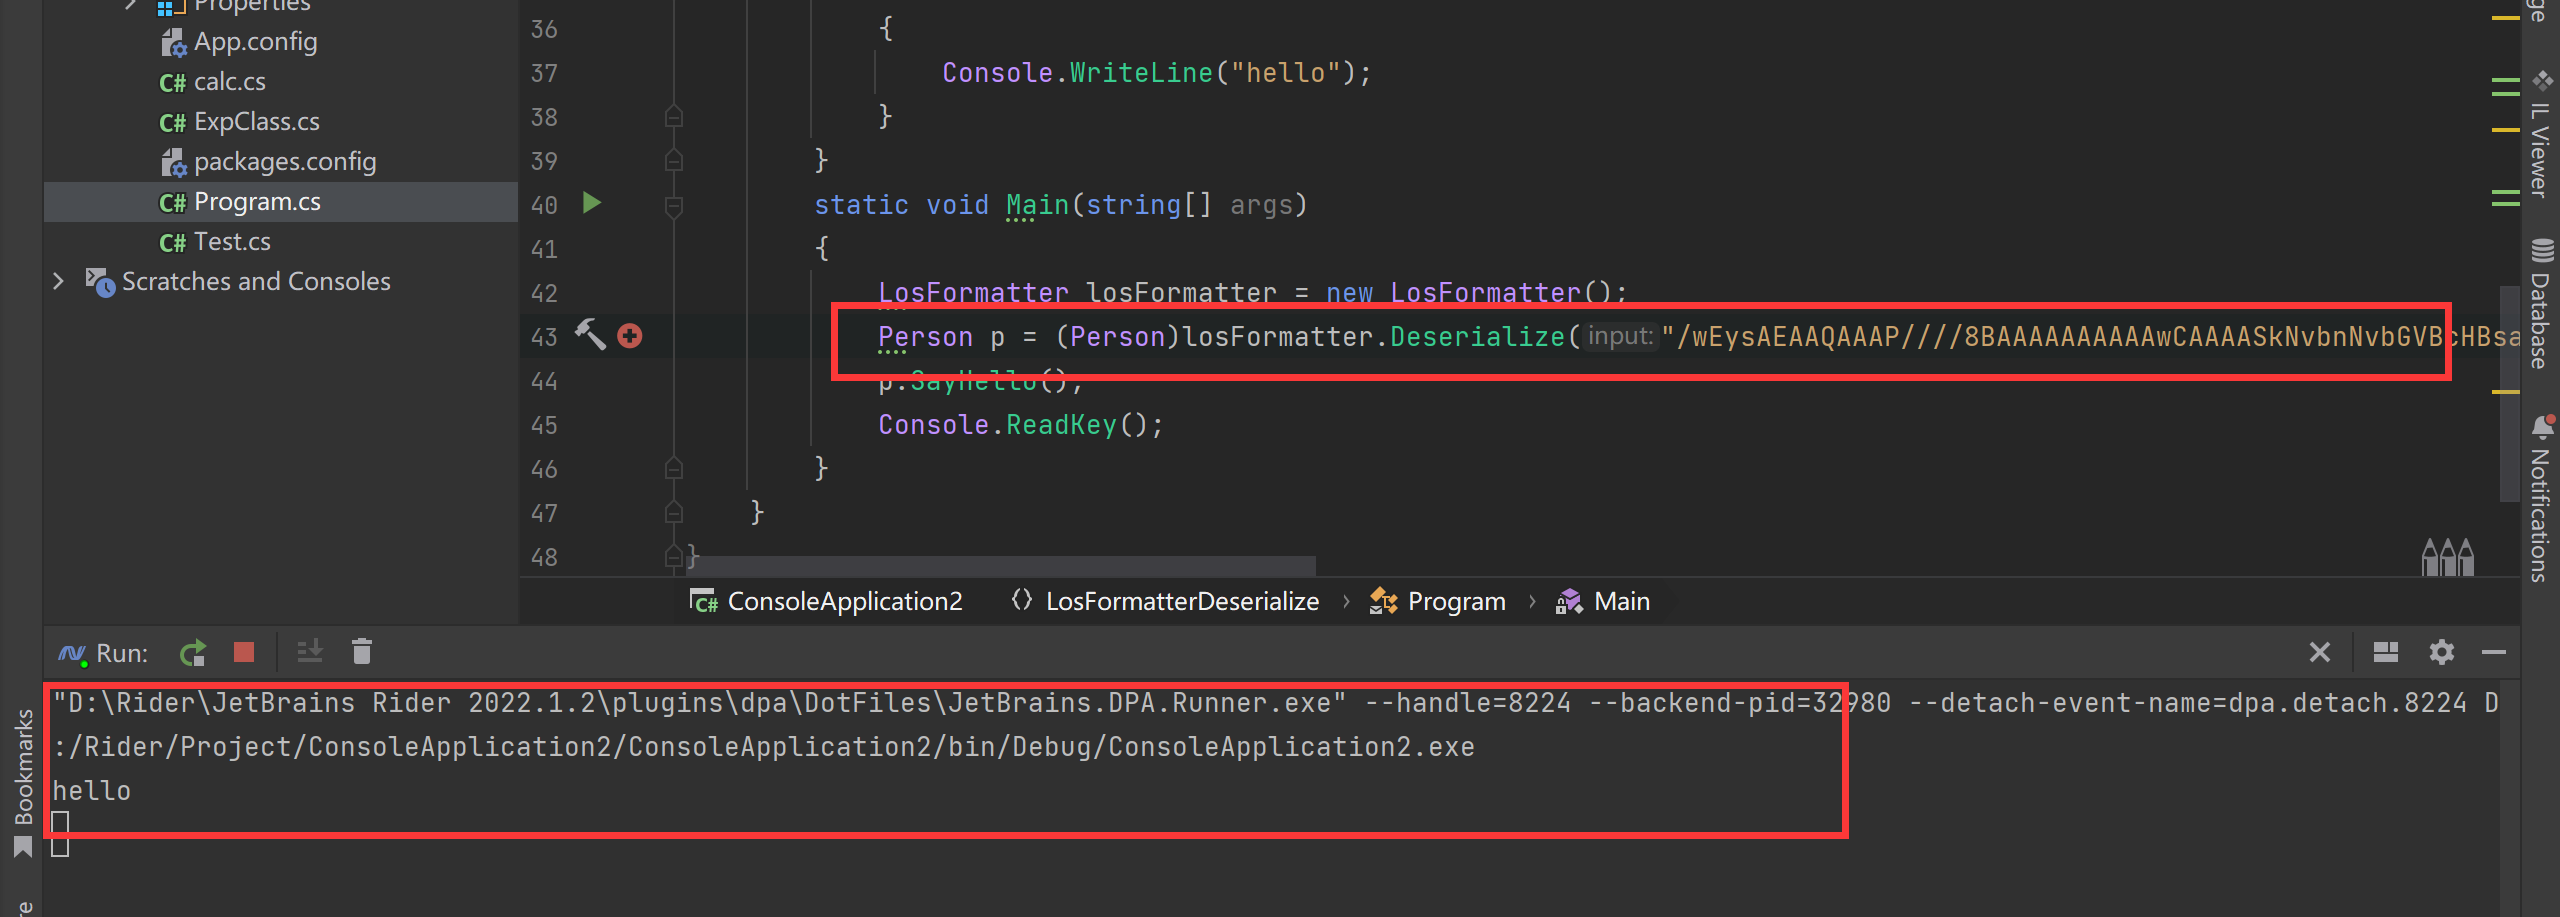 Properties
App.config
C# calc.cs
C# ExpClass.cs
packages.config
C# Program.cs
C# Test.cs
Scratches and Consoles
36 {
37 Console.WriteLine("hello");
38 }
39 }
40 static void Main(string[] args)
41 {
42 LosFormatter losFormatter = new LosFormatter();
43 Person p = (Person)losFormatter.Deserialize( input: "/wEysAEAAQAAAP////8BAAAAAAAAAAwCAAAASkNvbnNvbGVBcHBsa
44 p.SayHello();
45 Console.ReadKey();
46 }
47 }
48 }
C# ConsoleApplication2 {} LosFormatterDeserialize › Program › Main
Run:
"D:\Rider\JetBrains Rider 2022.1.2\plugins\dpa\DotFiles\JetBrains.DPA.Runner.exe" --handle=8224 --backend-pid=32980 --detach-event-name=dpa.detach.8224 D
:/Rider/Project/ConsoleApplication2/ConsoleApplication2/bin/Debug/ConsoleApplication2.exe
hello
Bookmarks
re
ge
IL Viewer
Database
Notifications